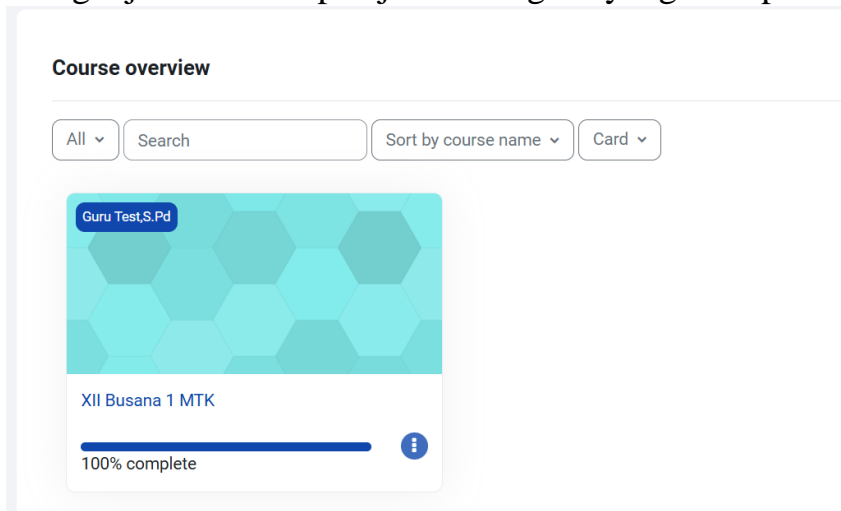 Course overview
All
Search
Sort by course name
Card
Guru Test,S.Pd
XII Busana 1 MTK
100% complete